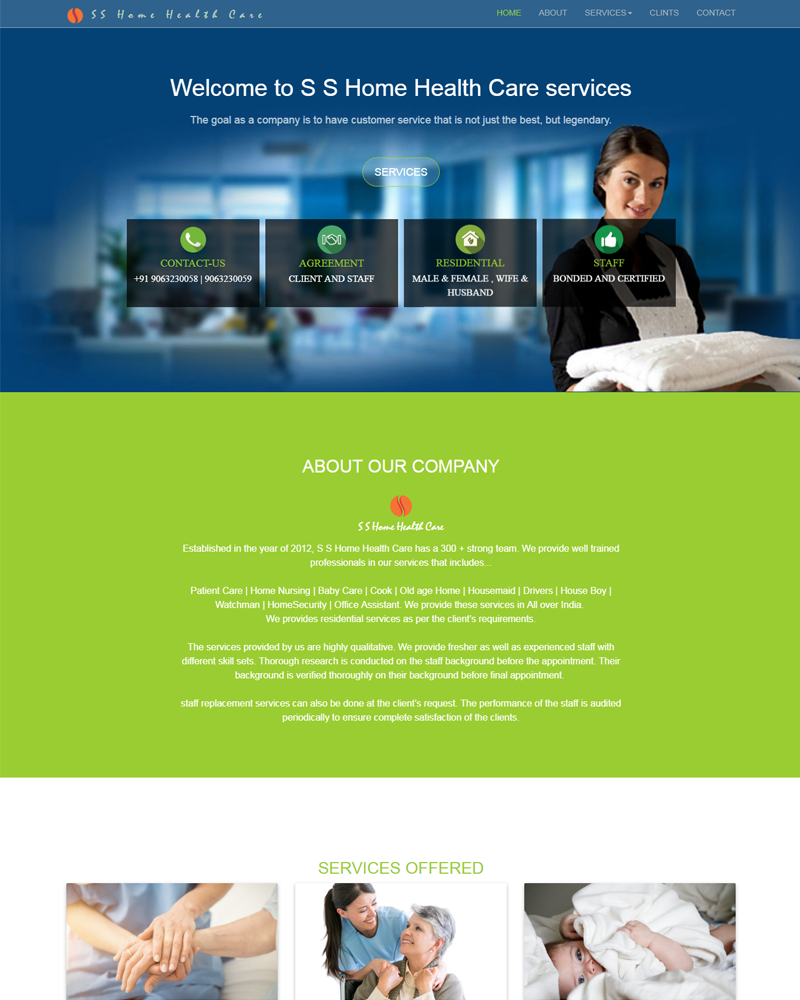 S S Home Health Care
HOME ABOUT SERVICES CLINTS CONTACT
Welcome to S S Home Health Care services
The goal as a company is to have customer service that is not just the best, but legendary.
SERVICES
CONTACT-US
+91 9063230058 | 9063230059
AGREEMENT
CLIENT AND STAFF
RESIDENTIAL
MALE & FEMALE , WIFE &
HUSBAND
STAFF
BONDED AND CERTIFIED
ABOUT OUR COMPANY
S S Home Health Care
Established in the year of 2012, S S Home Health Care has a 300 + strong team. We provide well trained
professionals in our services that includes...
Patient Care | Home Nursing | Baby Care | Cook | Old age Home | Housemaid | Drivers | House Boy |
Watchman | HomeSecurity | Office Assistant. We provide these services in All over India.
We provides residential services as per the client's requirements.
The services provided by us are highly qualitative. We provide fresher as well as experienced staff with
different skill sets. Thorough research is conducted on the staff background before the appointment. Their
background is verified thoroughly on their background before final appointment.
staff replacement services can also be done at the client's request. The performance of the staff is audited
periodically to ensure complete satisfaction of the clients.
SERVICES OFFERED